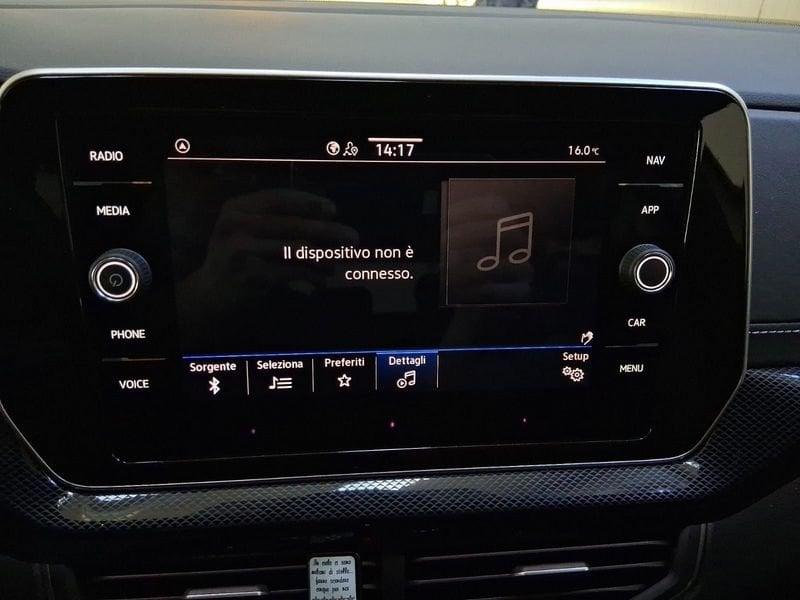 RADIO
MEDIA
PHONE
VOICE
14:17
16.0°C
Il dispositivo non è
connesso.
Sorgente
Seleziona
Preferiti
Dettagli
Setup
NAV
APP
CAR
MENU